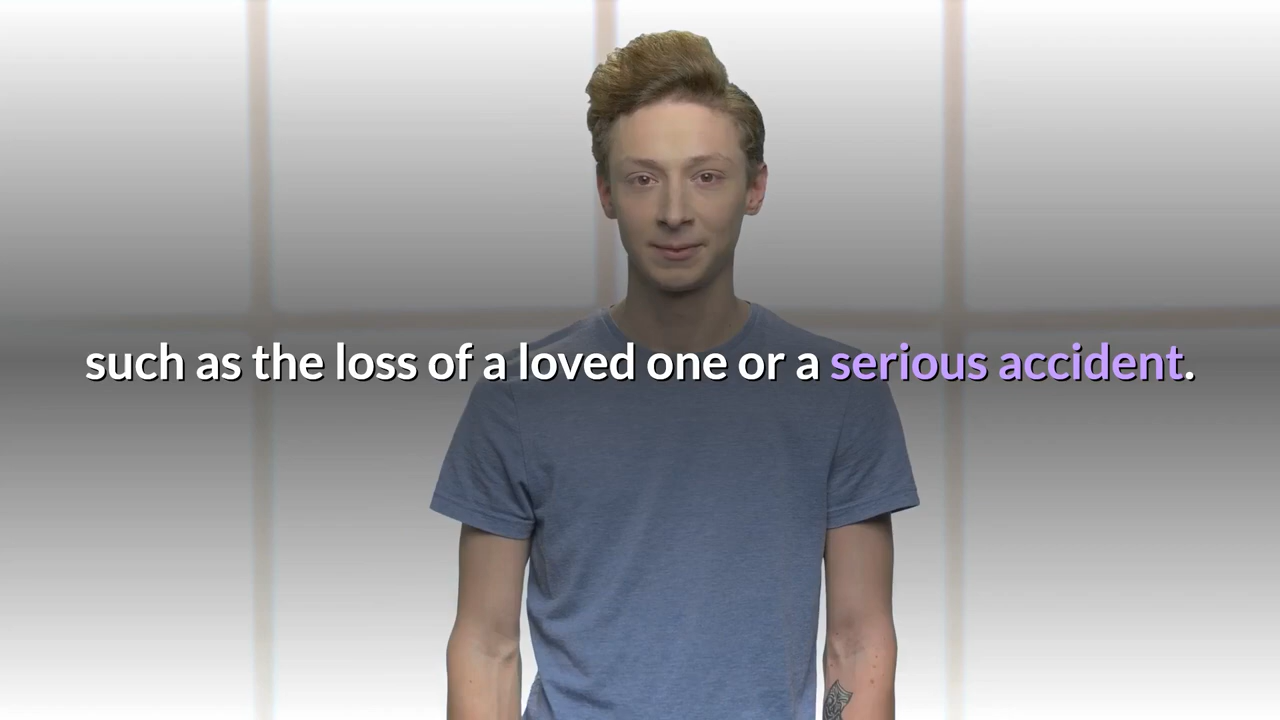 such as the loss of a loved one or a serious accident.